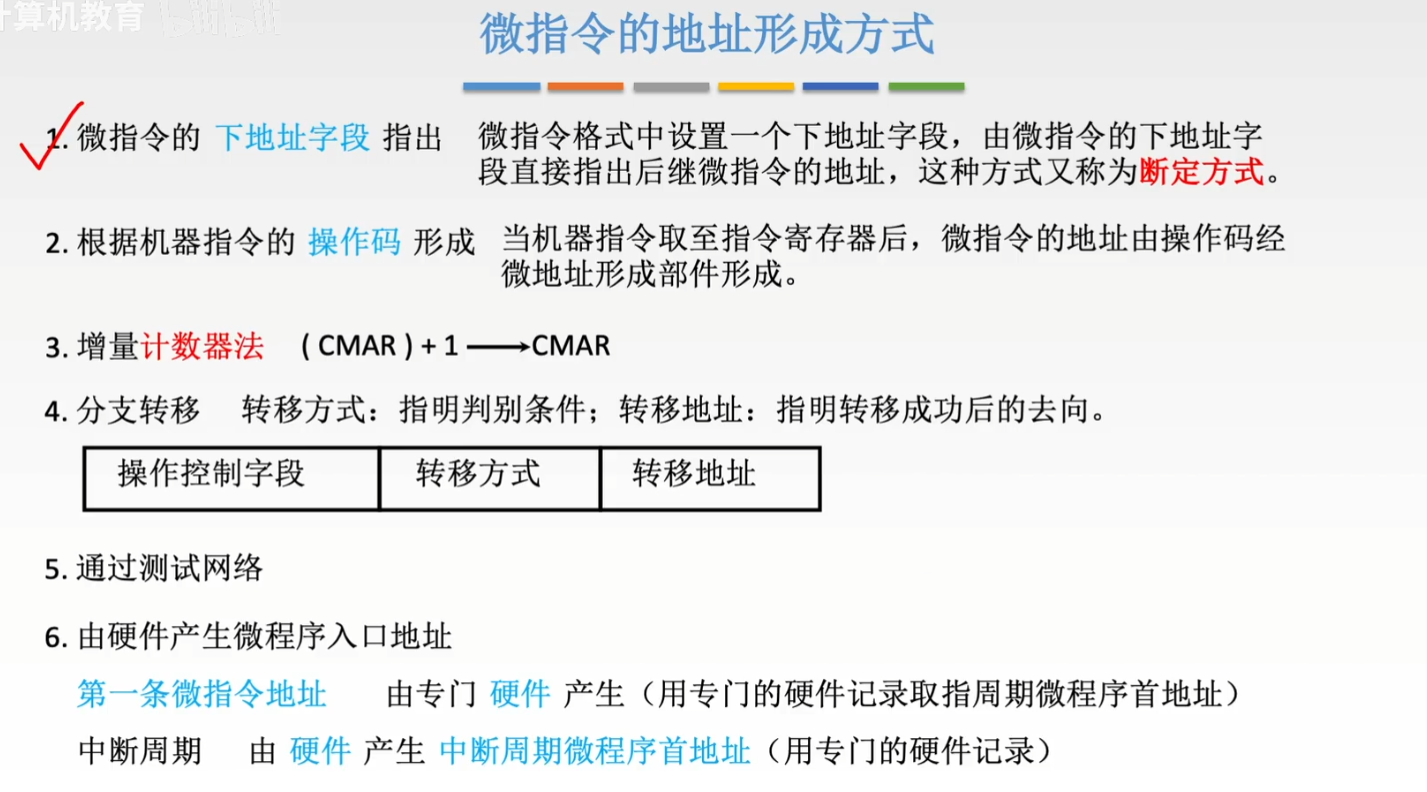 计算机教育 bilibili
微指令的地址形成方式
1. 微指令的 下地址字段 指出 微指令格式中设置一个下地址字段，由微指令的下地址字
段直接指出后继微指令的地址，这种方式又称为断定方式。
2. 根据机器指令的 操作码 形成 当机器指令取至指令寄存器后，微指令的地址由操作码经
微地址形成部件形成。
3. 增量计数器法 ( CMAR ) + 1 ⟶ CMAR
4. 分支转移 转移方式：指明判别条件；转移地址：指明转移成功后的去向。
操作控制字段 转移方式 转移地址
5. 通过测试网络
6. 由硬件产生微程序入口地址
第一条微指令地址 由专门 硬件 产生（用专门的硬件记录取指周期微程序首地址）
中断周期 由 硬件 产生 中断周期微程序首地址（用专门的硬件记录）